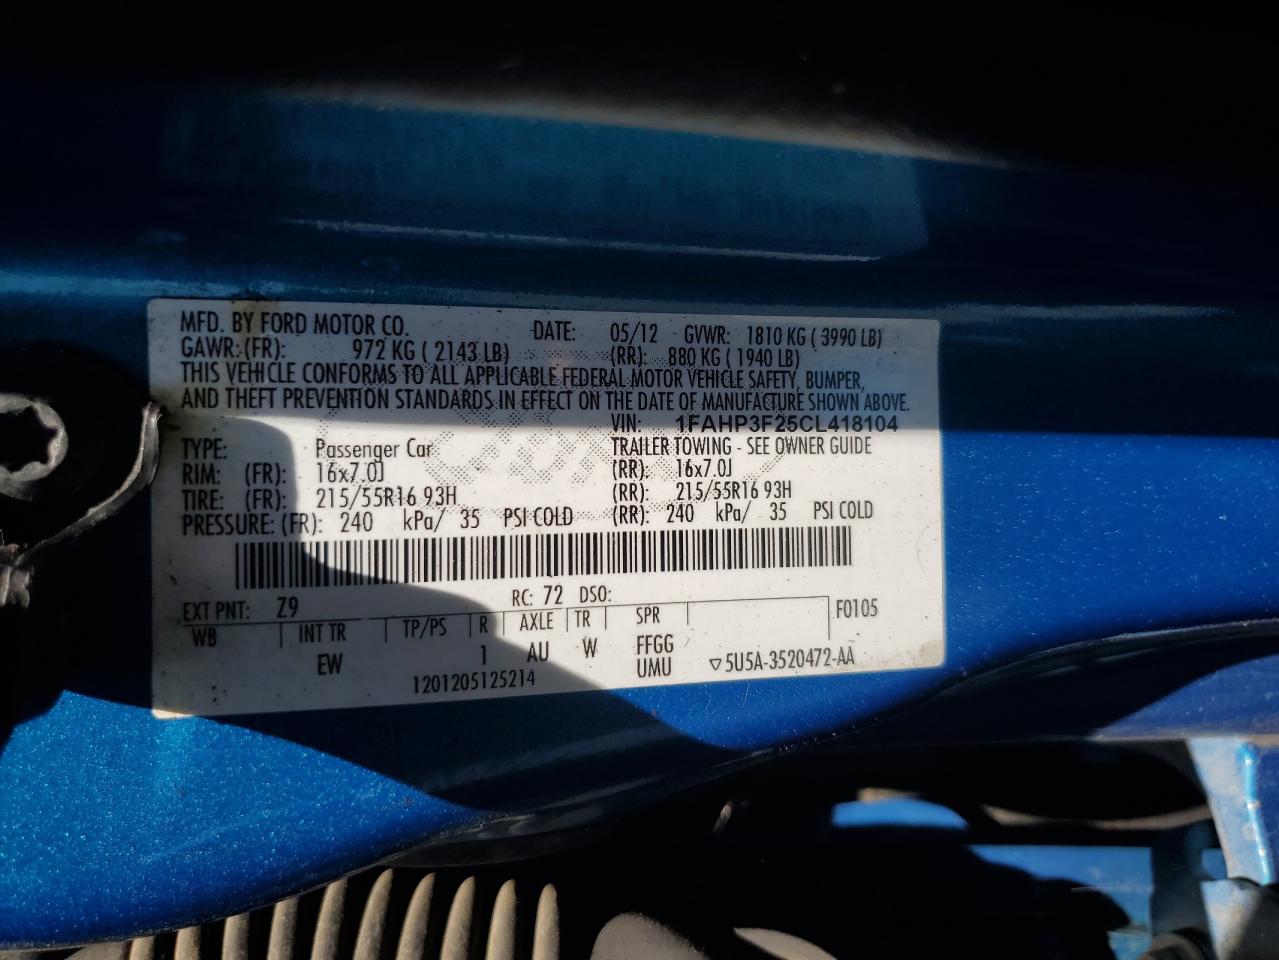 MFD. BY FORD MOTOR CO. DATE: 05/12 GVWR: 1810 KG ( 3990 LB)
GAWR: (FR): 972 KG ( 2143 LB) (RR): 880 KG ( 1940 LB)
THIS VEHICLE CONFORMS TO ALL APPLICABLE FEDERAL MOTOR VEHICLE SAFETY, BUMPER,
AND THEFT PREVENTION STANDARDS IN EFFECT ON THE DATE OF MANUFACTURE SHOWN ABOVE.
VIN: 1FAHP3F25CL418104
TYPE: Passenger Car TRAILER TOWING - SEE OWNER GUIDE
RIM: (FR): 16x7.0J (RR): 16x7.0J
TIRE: (FR): 215/55R16 93H (RR): 215/55R16 93H
PRESSURE: (FR): 240 kPa/ 35 PSI COLD (RR): 240 kPa/ 35 PSI COLD
EXT PNT: Z9 RC: 72 DSO:
WB INT TR TP/PS R AXLE TR SPR F0105
EW 1 AU W FFGG
UMU ▽5U5A-3520472-AA
1201205125214